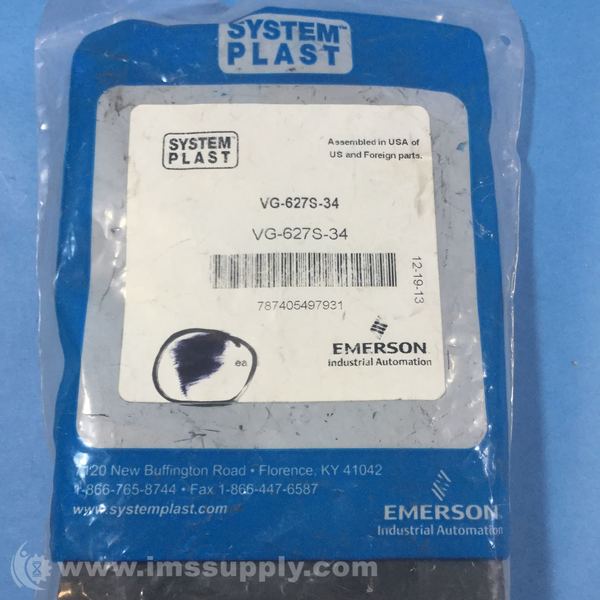 SYSTEM
PLAST
SYSTEM
PLAST
Assembled in USA of
US and Foreign parts.
VG-627S-34
VG-627S-34
12-19-13
787405497931
ea
EMERSON
Industrial Automation
120 New Buffington Road • Florence, KY 41042
1-866-765-8744 • Fax 1-866-447-6587
www.systemplast.com
EMERSON
Industrial Automation
www.imssupply.com